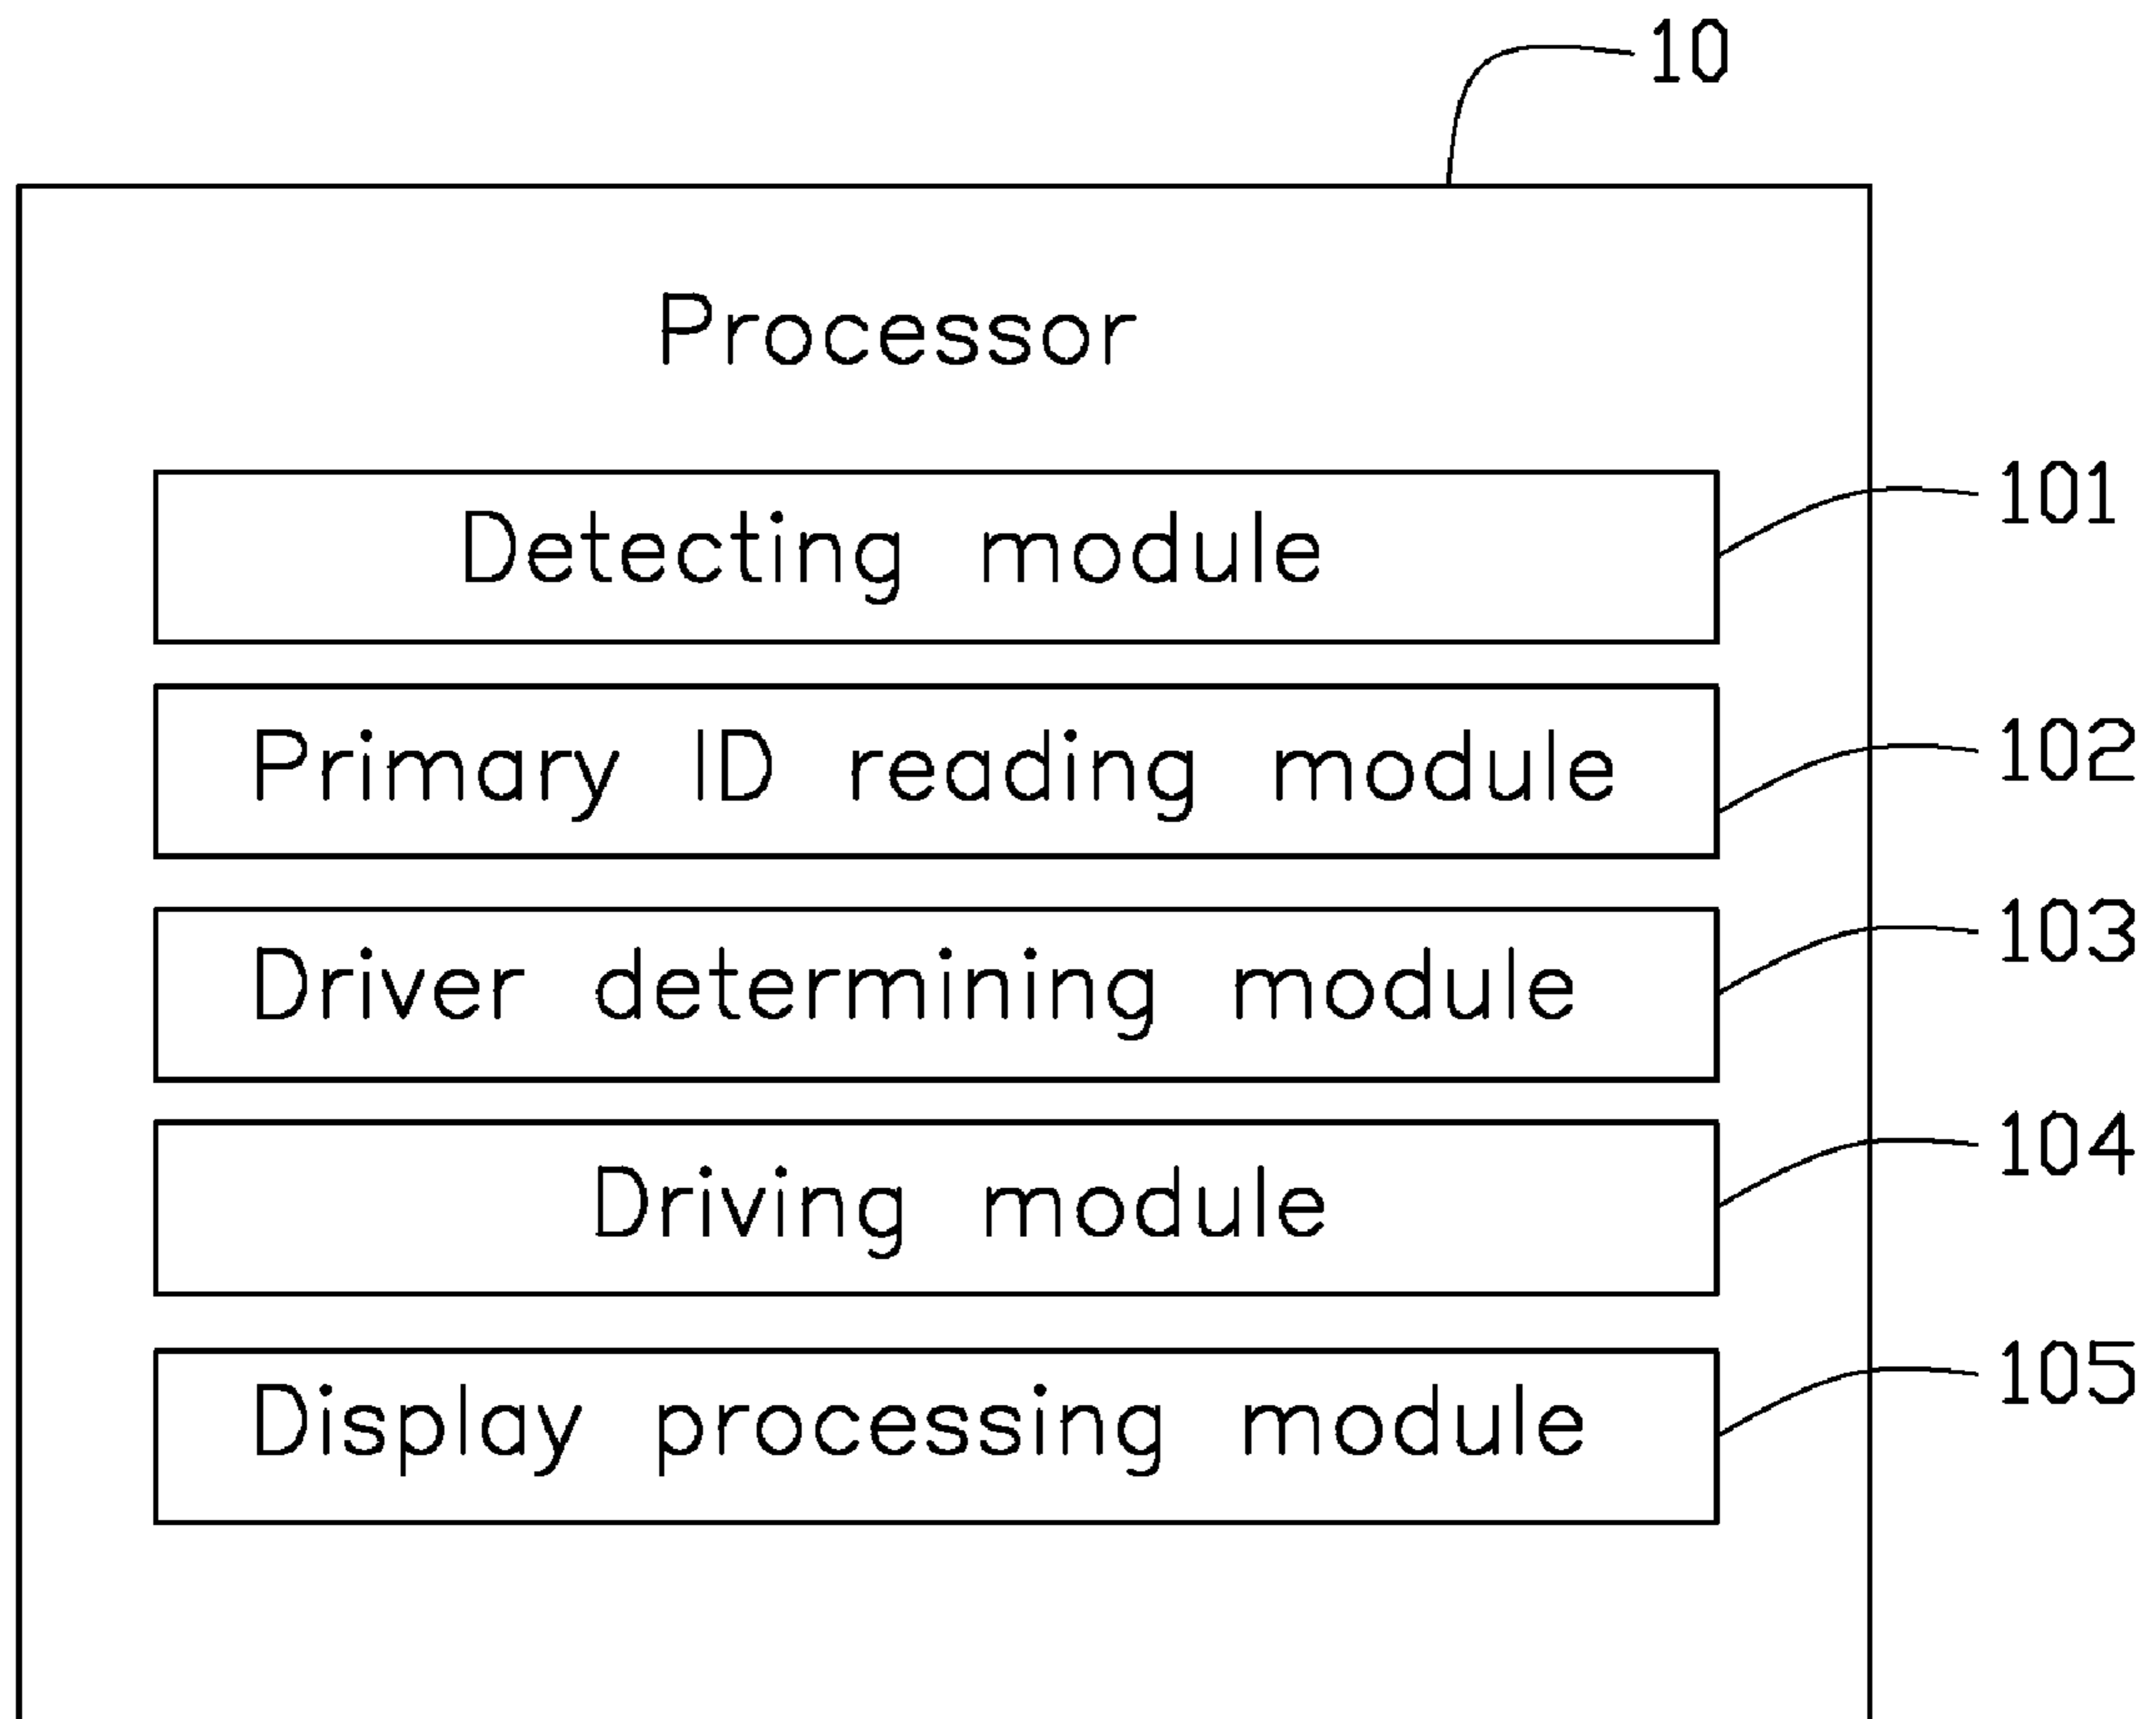 10
Processor
Detecting module 101
Primary ID reading module 102
Driver determining module 103
Driving module 104
Display processing module 105